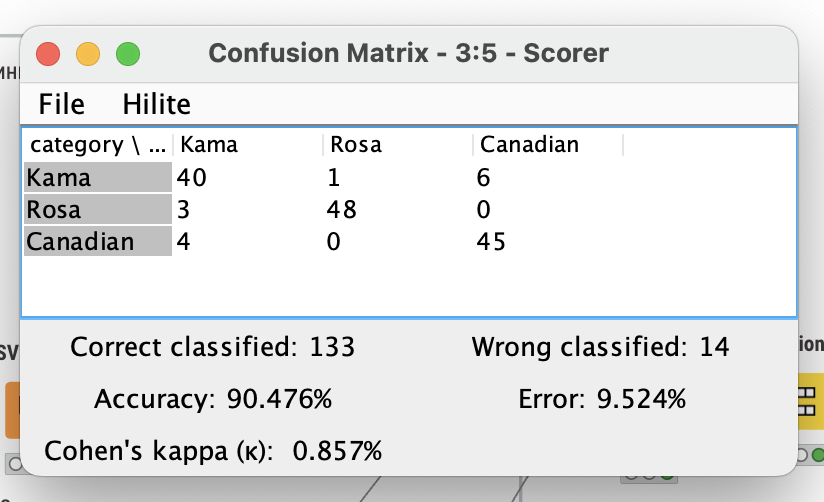 Confusion Matrix - 3:5 - Scorer
File Hilite
category \ ... Kama Rosa Canadian
Kama 40 1 6
Rosa 3 48 0
Canadian 4 0 45
Correct classified: 133 Wrong classified: 14
Accuracy: 90.476% Error: 9.524%
Cohen's kappa (κ): 0.857%